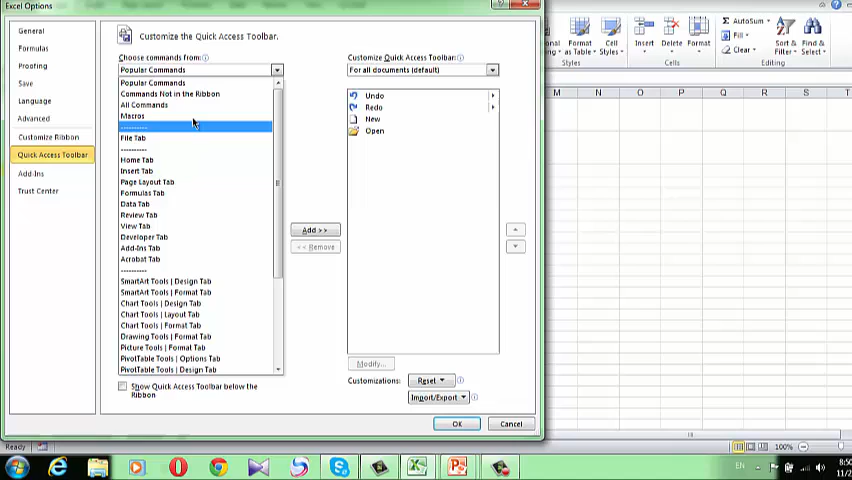 Excel Options
General
Formulas
Proofing
Save
Language
Advanced
Customize Ribbon
Quick Access Toolbar
Add-Ins
Trust Center
Customize the Quick Access Toolbar.
Choose commands from:
Popular Commands
Popular Commands
Commands Not in the Ribbon
All Commands
Macros
----------
File Tab
----------
Home Tab
Insert Tab
Page Layout Tab
Formulas Tab
Data Tab
Review Tab
View Tab
Developer Tab
Add-Ins Tab
Acrobat Tab
----------
SmartArt Tools | Design Tab
SmartArt Tools | Format Tab
Chart Tools | Design Tab
Chart Tools | Layout Tab
Chart Tools | Format Tab
Drawing Tools | Format Tab
Picture Tools | Format Tab
PivotTable Tools | Options Tab
PivotTable Tools | Design Tab
Show Quick Access Toolbar below the
Ribbon
Add >>
<< Remove
Customize Quick Access Toolbar:
For all documents (default)
Undo
Redo
New
Open
Modify...
Customizations:
Reset
Import/Export
OK
Cancel
Format as Table
Cell Styles
Insert
Delete
Format
Cells
AutoSum
Fill
Clear
Sort & Filter
Find & Select
Editing
M N O P Q R S T
Ready
100%
EN
8:50
11/2